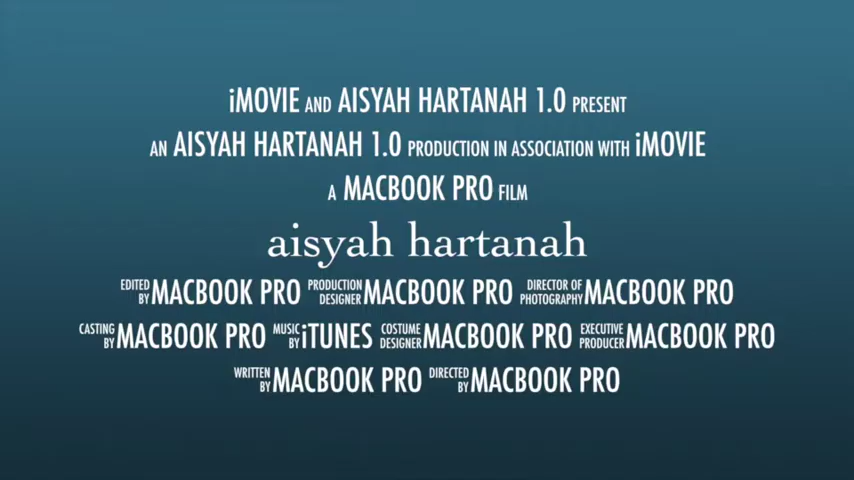 iMOVIE AND AISYAH HARTANAH 1.0 PRESENT
AN AISYAH HARTANAH 1.0 PRODUCTION IN ASSOCIATION WITH iMOVIE
A MACBOOK PRO FILM
aisyah hartanah
EDITED BY MACBOOK PRO PRODUCTION DESIGNER MACBOOK PRO DIRECTOR OF PHOTOGRAPHY MACBOOK PRO
CASTING BY MACBOOK PRO MUSIC BY iTUNES COSTUME DESIGNER MACBOOK PRO EXECUTIVE PRODUCER MACBOOK PRO
WRITTEN BY MACBOOK PRO DIRECTED BY MACBOOK PRO